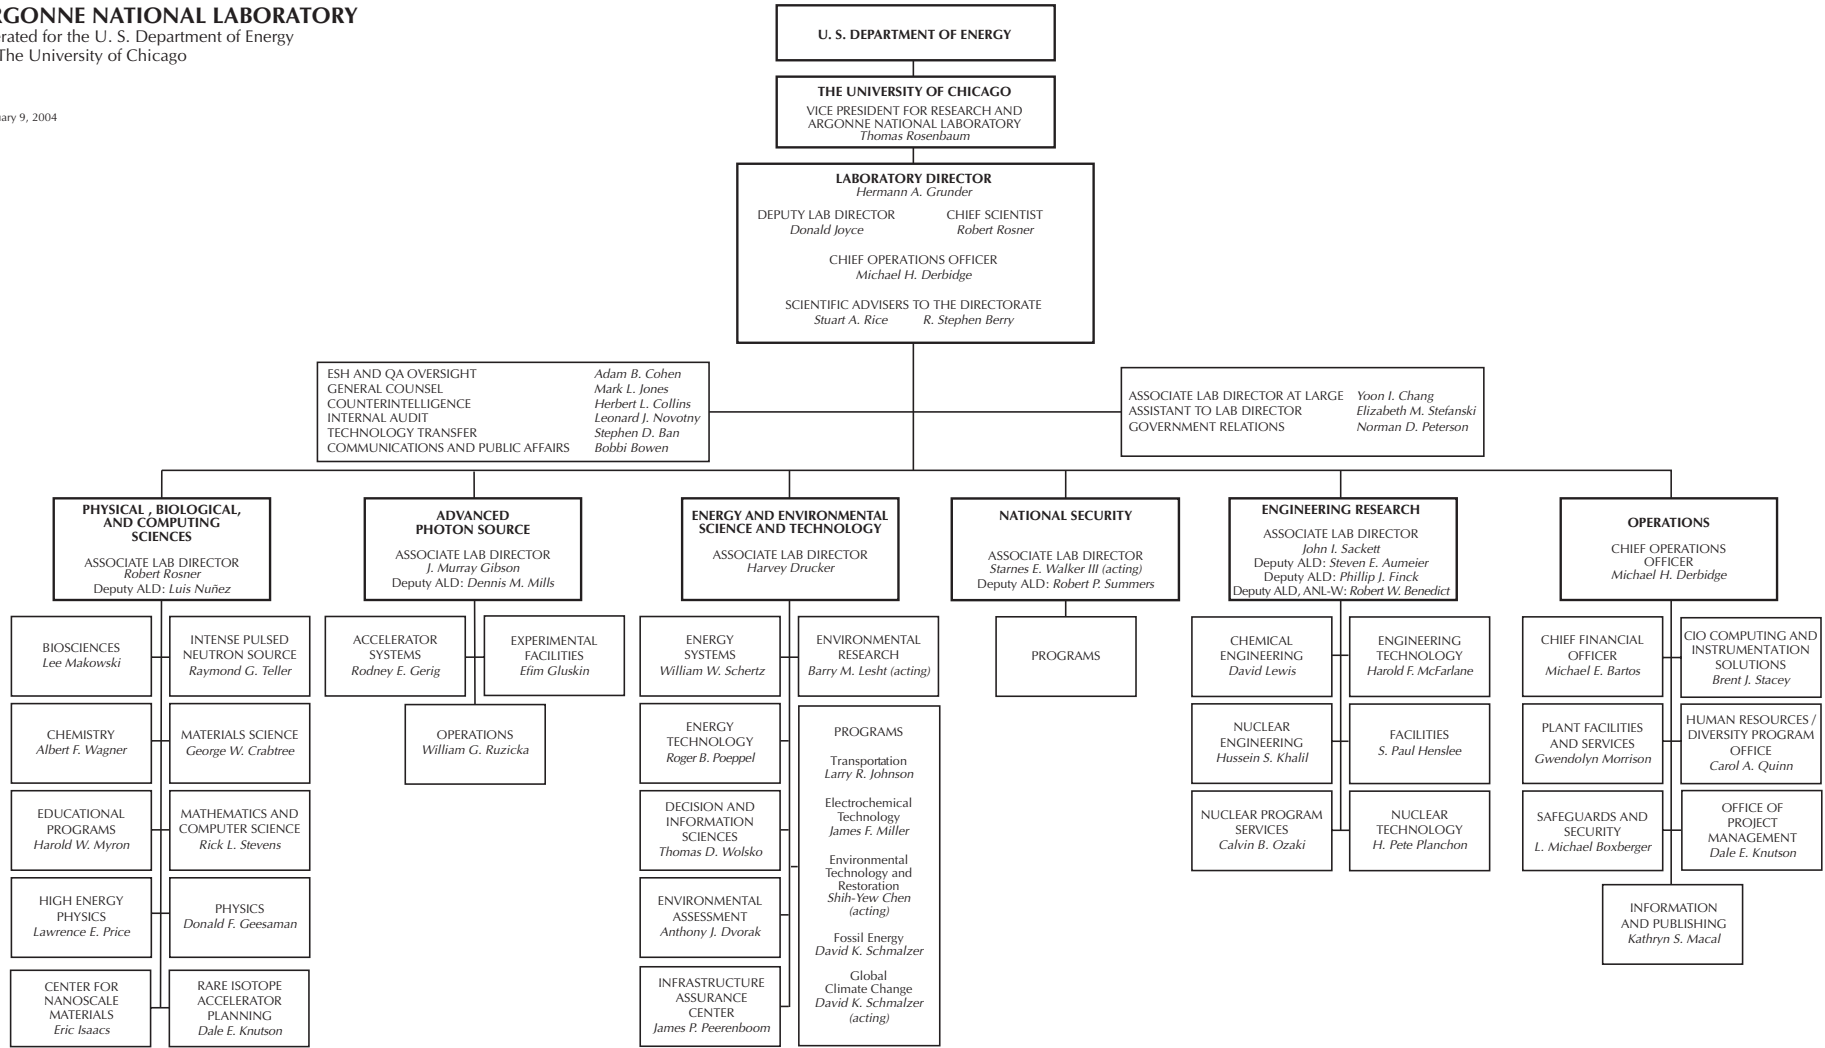 RGONNE NATIONAL LABORATORY
rated for the U. S. Department of Energy
The University of Chicago
ary 9, 2004
U. S. DEPARTMENT OF ENERGY
THE UNIVERSITY OF CHICAGO
VICE PRESIDENT FOR RESEARCH AND
ARGONNE NATIONAL LABORATORY
Thomas Rosenbaum
LABORATORY DIRECTOR
Hermann A. Grunder
DEPUTY LAB DIRECTOR
Donald Joyce
CHIEF SCIENTIST
Robert Rosner
CHIEF OPERATIONS OFFICER
Michael H. Derbidge
SCIENTIFIC ADVISERS TO THE DIRECTORATE
Stuart A. Rice R. Stephen Berry
ESH AND QA OVERSIGHT Adam B. Cohen
GENERAL COUNSEL Mark L. Jones
COUNTERINTELLIGENCE Herbert L. Collins
INTERNAL AUDIT Leonard J. Novotny
TECHNOLOGY TRANSFER Stephen D. Ban
COMMUNICATIONS AND PUBLIC AFFAIRS Bobbi Bowen
ASSOCIATE LAB DIRECTOR AT LARGE Yoon I. Chang
ASSISTANT TO LAB DIRECTOR Elizabeth M. Stefanski
GOVERNMENT RELATIONS Norman D. Peterson
PHYSICAL , BIOLOGICAL,
AND COMPUTING
SCIENCES
ASSOCIATE LAB DIRECTOR
Robert Rosner
Deputy ALD: Luis Nuñez
ADVANCED
PHOTON SOURCE
ASSOCIATE LAB DIRECTOR
J. Murray Gibson
Deputy ALD: Dennis M. Mills
ENERGY AND ENVIRONMENTAL
SCIENCE AND TECHNOLOGY
ASSOCIATE LAB DIRECTOR
Harvey Drucker
NATIONAL SECURITY
ASSOCIATE LAB DIRECTOR
Starnes E. Walker III (acting)
Deputy ALD: Robert P. Summers
ENGINEERING RESEARCH
ASSOCIATE LAB DIRECTOR
John I. Sackett
Deputy ALD: Steven E. Aumeier
Deputy ALD: Phillip J. Finck
Deputy ALD, ANL-W: Robert W. Benedict
OPERATIONS
CHIEF OPERATIONS
OFFICER
Michael H. Derbidge
BIOSCIENCES
Lee Makowski
INTENSE PULSED
NEUTRON SOURCE
Raymond G. Teller
CHEMISTRY
Albert F. Wagner
MATERIALS SCIENCE
George W. Crabtree
EDUCATIONAL
PROGRAMS
Harold W. Myron
MATHEMATICS AND
COMPUTER SCIENCE
Rick L. Stevens
HIGH ENERGY
PHYSICS
Lawrence E. Price
PHYSICS
Donald F. Geesaman
CENTER FOR
NANOSCALE
MATERIALS
Eric Isaacs
RARE ISOTOPE
ACCELERATOR
PLANNING
Dale E. Knutson
ACCELERATOR
SYSTEMS
Rodney E. Gerig
EXPERIMENTAL
FACILITIES
Efim Gluskin
OPERATIONS
William G. Ruzicka
ENERGY
SYSTEMS
William W. Schertz
ENVIRONMENTAL
RESEARCH
Barry M. Lesht (acting)
ENERGY
TECHNOLOGY
Roger B. Poeppel
DECISION AND
INFORMATION
SCIENCES
Thomas D. Wolsko
ENVIRONMENTAL
ASSESSMENT
Anthony J. Dvorak
INFRASTRUCTURE
ASSURANCE
CENTER
James P. Peerenboom
PROGRAMS
Transportation
Larry R. Johnson
Electrochemical
Technology
James F. Miller
Environmental
Technology and
Restoration
Shih-Yew Chen
(acting)
Fossil Energy
David K. Schmalzer
Global
Climate Change
David K. Schmalzer
(acting)
PROGRAMS
CHEMICAL
ENGINEERING
David Lewis
ENGINEERING
TECHNOLOGY
Harold F. McFarlane
NUCLEAR
ENGINEERING
Hussein S. Khalil
FACILITIES
S. Paul Henslee
NUCLEAR PROGRAM
SERVICES
Calvin B. Ozaki
NUCLEAR
TECHNOLOGY
H. Pete Planchon
CHIEF FINANCIAL
OFFICER
Michael E. Bartos
CIO COMPUTING AND
INSTRUMENTATION
SOLUTIONS
Brent J. Stacey
PLANT FACILITIES
AND SERVICES
Gwendolyn Morrison
HUMAN RESOURCES /
DIVERSITY PROGRAM
OFFICE
Carol A. Quinn
SAFEGUARDS AND
SECURITY
L. Michael Boxberger
OFFICE OF
PROJECT
MANAGEMENT
Dale E. Knutson
INFORMATION
AND PUBLISHING
Kathryn S. Macal